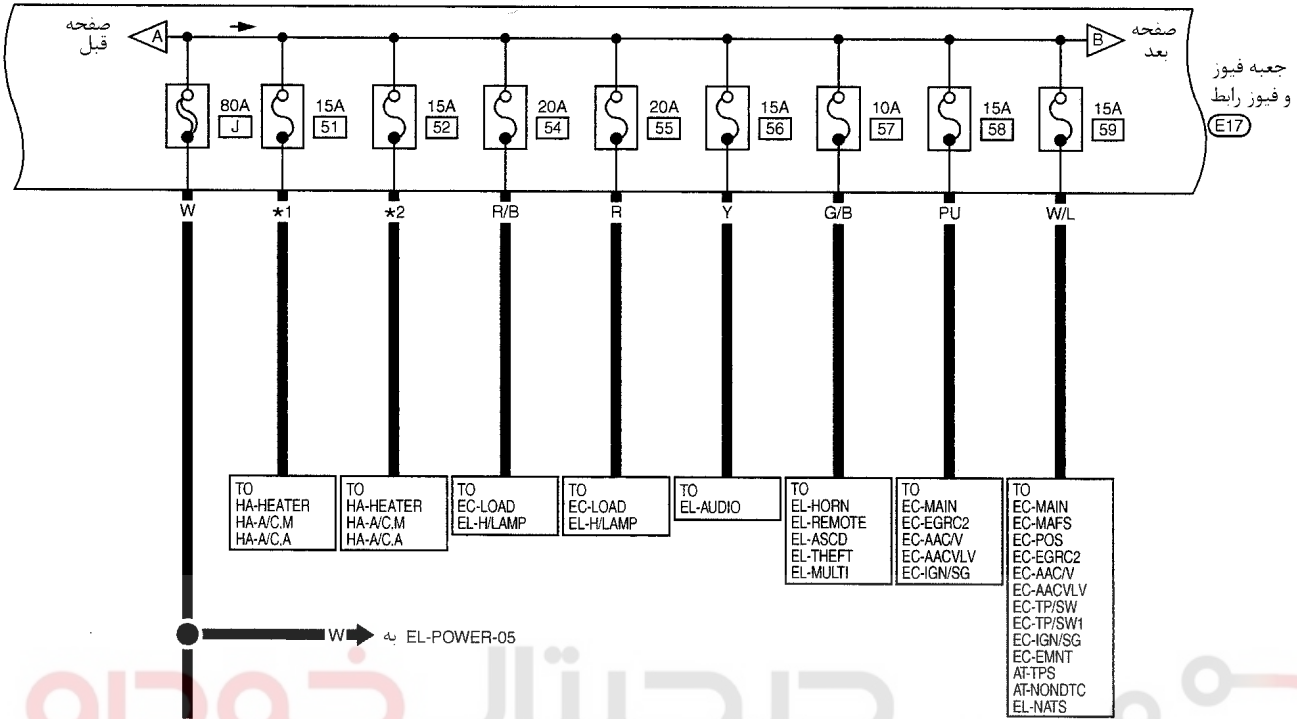 صفحه
قبل
A
B
صفحه
بعد
جعبه فیوز
و فیوز رابط
E17
80A
J
15A
51
15A
52
20A
54
20A
55
15A
56
10A
57
15A
58
15A
59
W
*1
*2
R/B
R
Y
G/B
PU
W/L
TO
HA-HEATER
HA-A/C.M
HA-A/C.A
TO
HA-HEATER
HA-A/C.M
HA-A/C.A
TO
EC-LOAD
EL-H/LAMP
TO
EC-LOAD
EL-H/LAMP
TO
EL-AUDIO
TO
EL-HORN
EL-REMOTE
EL-ASCD
EL-THEFT
EL-MULTI
TO
EC-MAIN
EC-EGRC2
EC-AAC/V
EC-AACVLV
EC-IGN/SG
TO
EC-MAIN
EC-MAFS
EC-POS
EC-EGRC2
EC-AAC/V
EC-AACVLV
EC-TP/SW
EC-TP/SW1
EC-IGN/SG
EC-EMNT
AT-TPS
AT-NONDTC
EL-NATS
W
به EL-POWER-05
دیجیتال خودرو